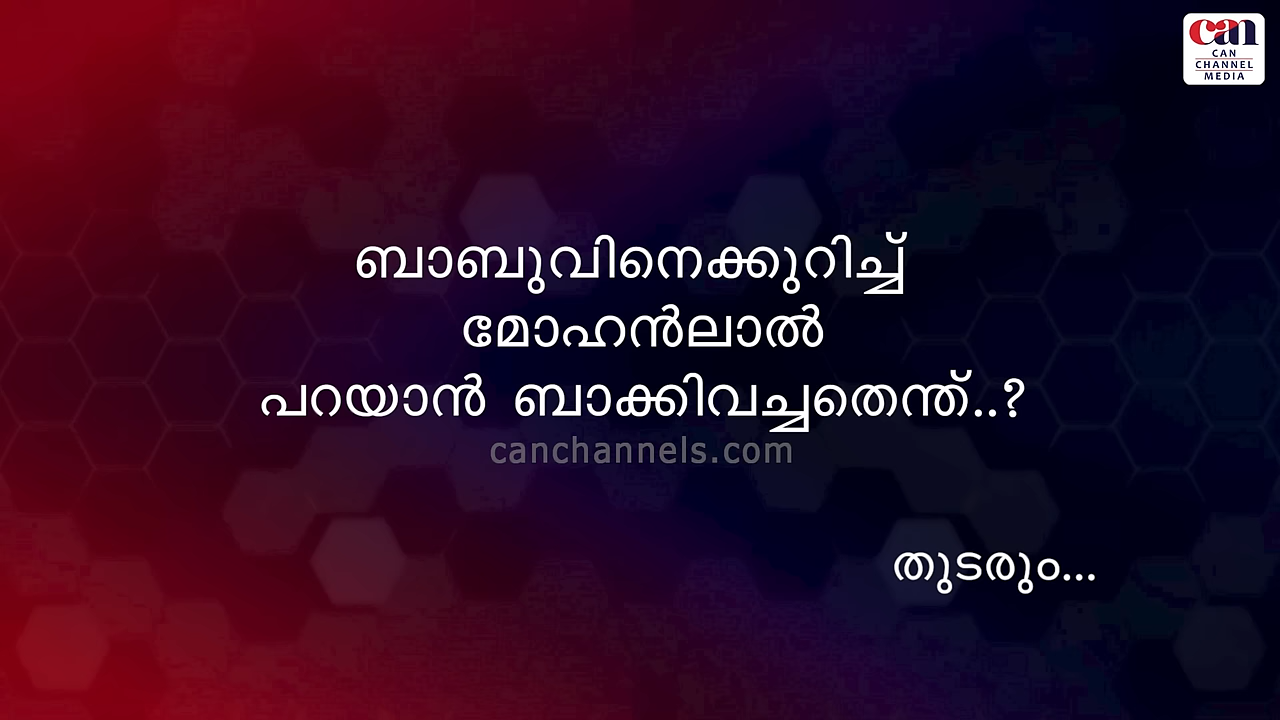 can
CAN
CHANNEL
MEDIA
ബാബുവിനെക്കുറിച്ച്
മോഹൻലാൽ
പറയാൻ ബാക്കിവച്ചതെന്ത്..?
canchannels.com
തുടരും...